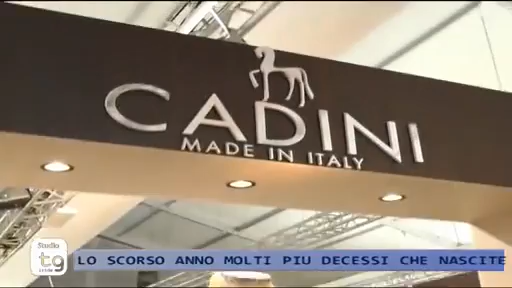 CADINI
MADE IN ITALY
Studio
tg
LO SCORSO ANNO MOLTI PIU DECESSI CHE NASCITE